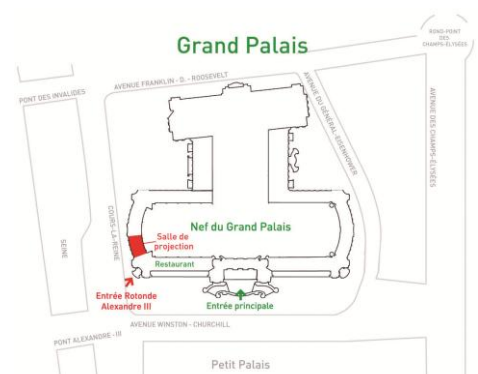 Grand Palais
ROND-POINT
DES
CHAMPS-ELYSÉES
AVENUE FRANKLIN - D. - ROOSEVELT
PONT DES INVALIDES
AVENUE DU GÉNÉRAL-EISENHOWER
AVENUE DES CHAMPS-ÉLYSÉES
COURS-LA-REINE
SEINE
Nef du Grand Palais
Salle de
projection
Restaurant
Entrée Rotonde
Alexandre III
Entrée principale
AVENUE WINSTON - CHURCHILL
PONT ALEXANDRE - III
Petit Palais